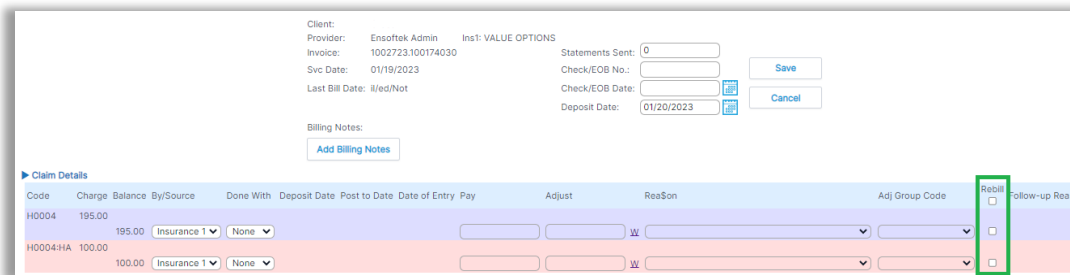 Client:
Provider: Ensoftek Admin Ins1: VALUE OPTIONS
Invoice: 1002723.100174030 Statements Sent: 0
Svc Date: 01/19/2023 Check/EOB No.: Save
Last Bill Date: il/ed/Not Check/EOB Date: Cancel
Deposit Date: 01/20/2023
Billing Notes:
Add Billing Notes
Claim Details
Code Charge Balance By/Source Done With Deposit Date Post to Date Date of Entry Pay Adjust Rea$on Adj Group Code Rebill Follow-up Rea
H0004 195.00
195.00 Insurance 1 None W
H0004:HA 100.00
100.00 Insurance 1 None W